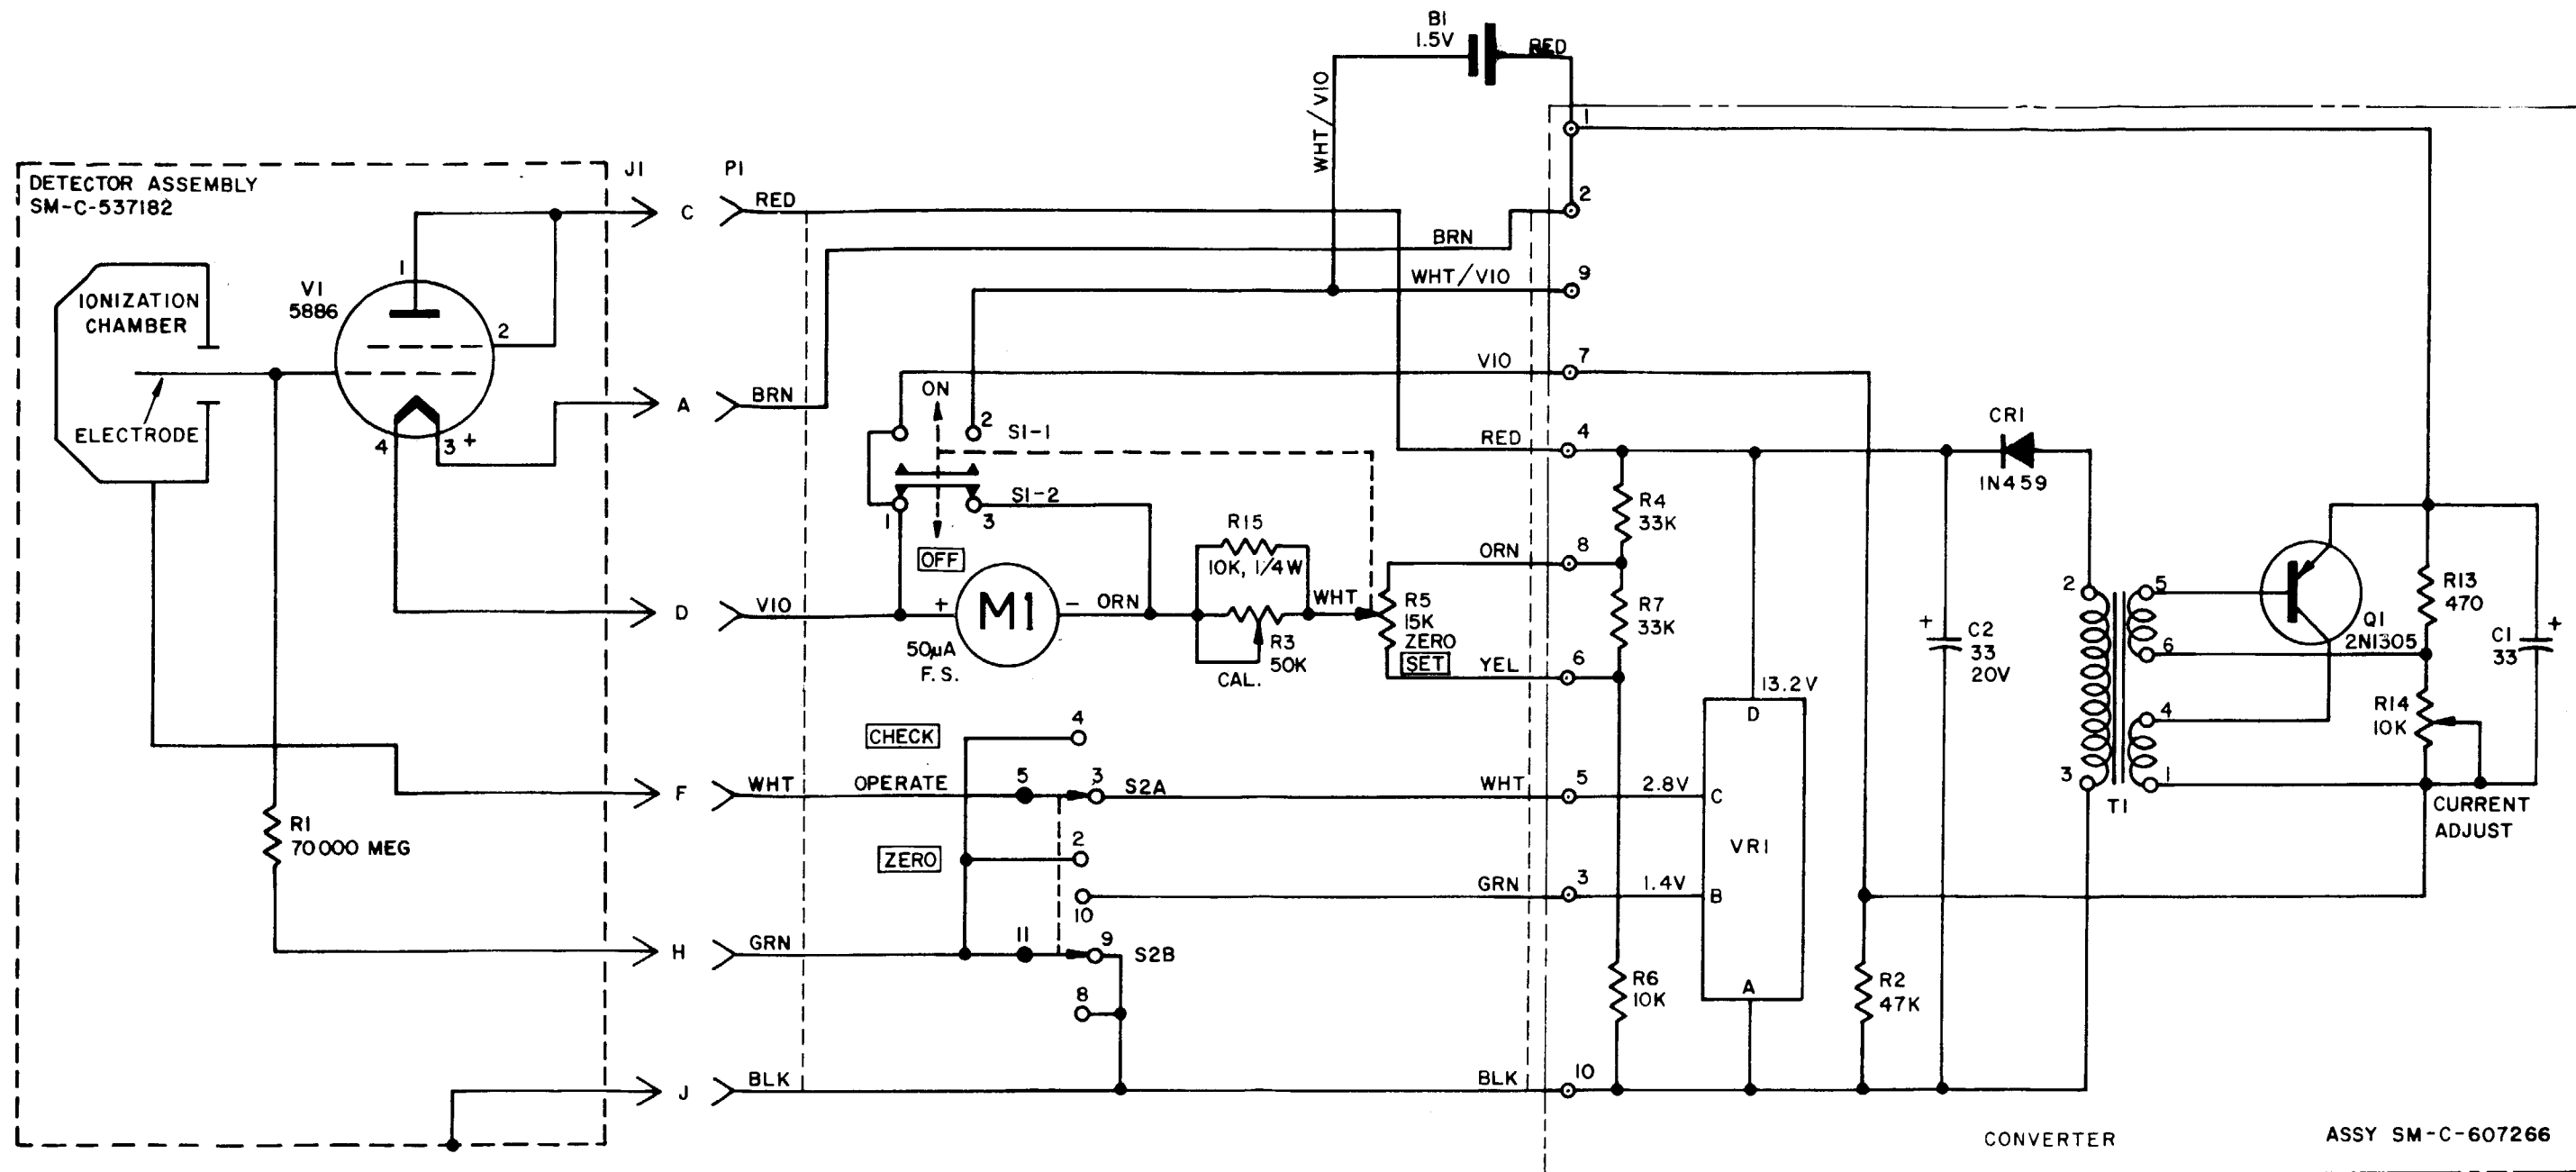 B1
1.5V
RED
WHT/VIO
1
DETECTOR ASSEMBLY
SM-C-537182
J1
P1
C
RED
2
BRN
WHT/VIO
9
IONIZATION
CHAMBER
V1
5886
1
2
ELECTRODE
4
3
+
A
BRN
VIO
7
ON
2
S1-1
RED
4
CR1
1N459
S1-2
1
3
OFF
R15
10K, 1/4W
R4
33K
ORN
8
D
VIO
+
M1
-
ORN
50µA
F.S.
R3
50K
CAL.
WHT
R5
15K
ZERO
SET
YEL
6
R7
33K
+
C2
33
20V
2
5
6
4
3
1
T1
Q1
2N1305
R13
470
C1
33
+
R14
10K
CURRENT
ADJUST
13.2V
D
CHECK
4
F
WHT
OPERATE
5
3
S2A
WHT
5
2.8V
C
R1
70000 MEG
ZERO
2
VR1
10
GRN
3
1.4V
B
H
GRN
11
9
S2B
8
R6
10K
A
R2
47K
J
BLK
BLK
10
CONVERTER
ASSY SM-C-607266